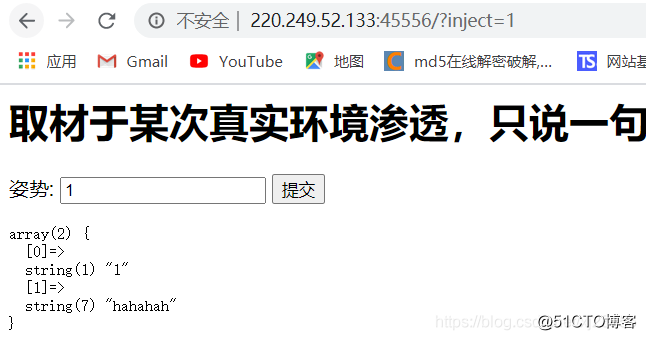 不安全 | 220.249.52.133:45556/?inject=1
应用 Gmail YouTube 地图 md5在线解密破解,... TS 网站基
取材于某次真实环境渗透，只说一句
姿势: 1 提交
array(2) {
[0]=>
string(1) "1"
[1]=>
string(7) "hahahah"
}
https://blog.cs
@51CTO博客